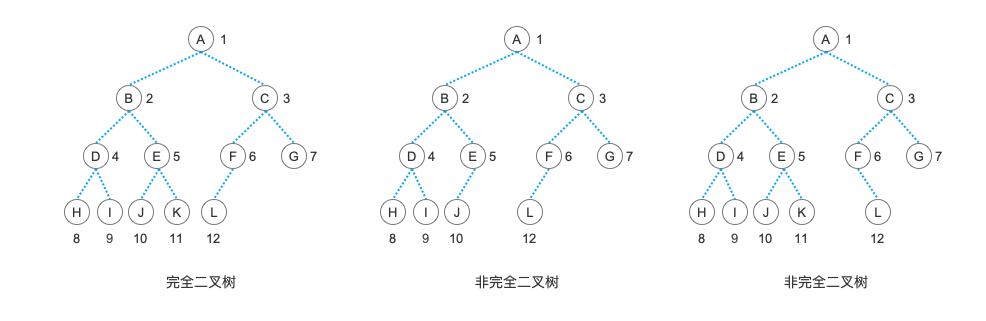 A 1 A 1 A 1
B 2 C 3 B 2 C 3 B 2 C 3
D 4 E 5 F 6 G 7 D 4 E 5 F 6 G 7 D 4 E 5 F 6 G 7
H I J K L H I J L H I J K L
8 9 10 11 12 8 9 10 12 8 9 10 11 12
完全二叉树 非完全二叉树 非完全二叉树